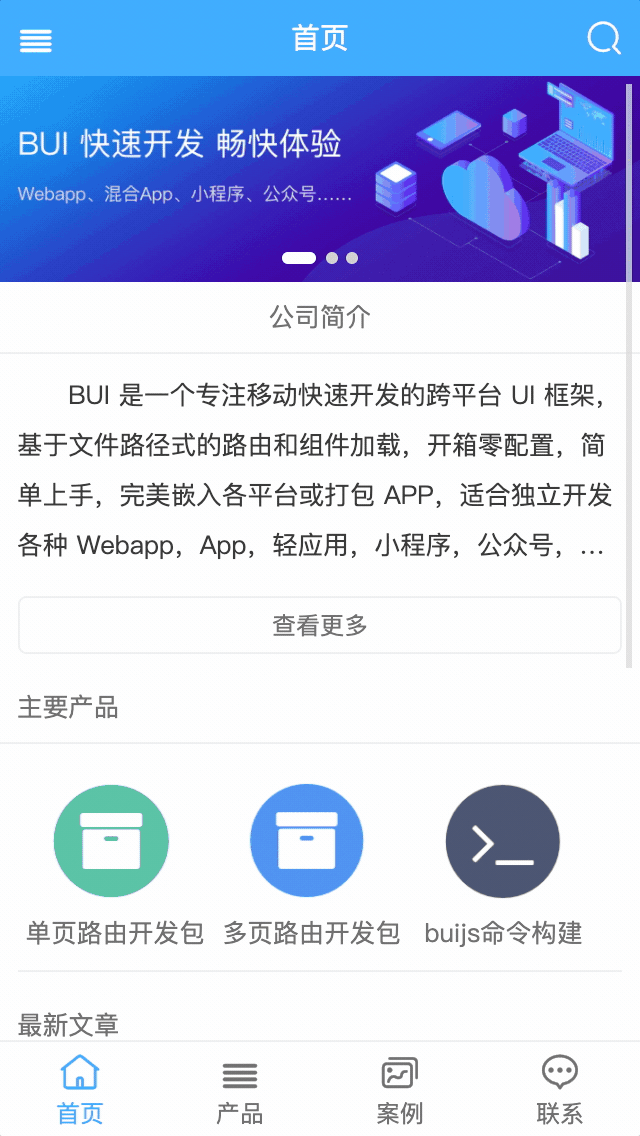 首页
BUI 快速开发 畅快体验
Webapp、混合App、小程序、公众号……
公司简介
BUI 是一个专注移动快速开发的跨平台 UI 框架，
基于文件路径式的路由和组件加载，开箱零配置，简
单上手，完美嵌入各平台或打包 APP，适合独立开发
各种 Webapp，App，轻应用，小程序，公众号，…
查看更多
主要产品
单页路由开发包 多页路由开发包 buijs命令构建
最新文章
首页 产品 案例 联系